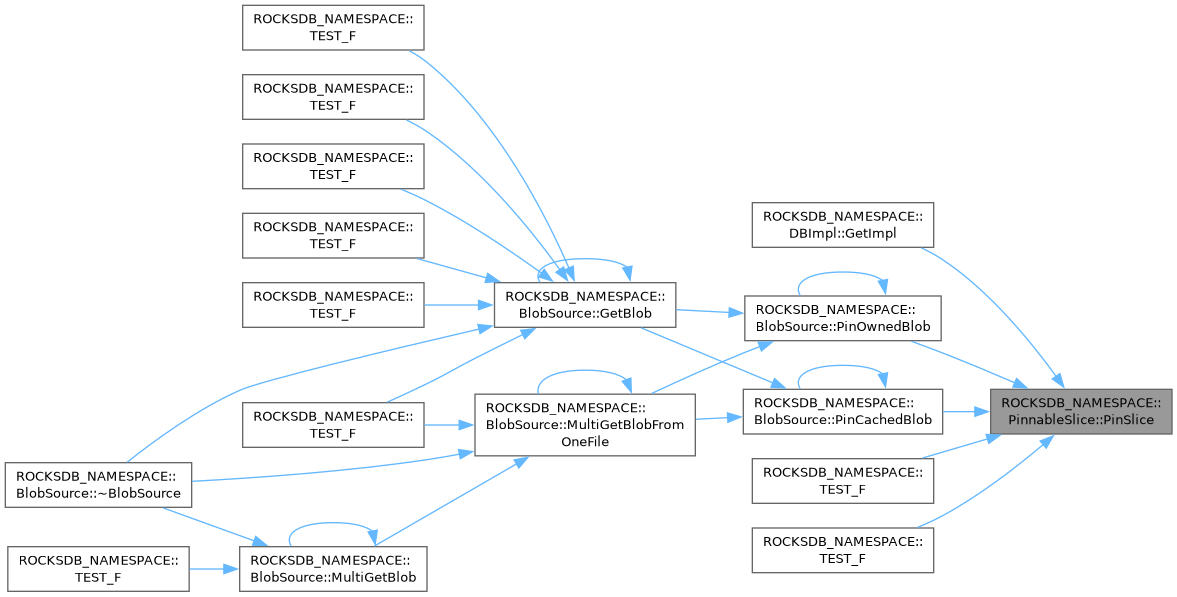 ROCKSDB_NAMESPACE::
TEST_F
ROCKSDB_NAMESPACE::
TEST_F
ROCKSDB_NAMESPACE::
TEST_F
ROCKSDB_NAMESPACE::
TEST_F
ROCKSDB_NAMESPACE::
TEST_F
ROCKSDB_NAMESPACE::
TEST_F
ROCKSDB_NAMESPACE::
BlobSource::~BlobSource
ROCKSDB_NAMESPACE::
TEST_F
ROCKSDB_NAMESPACE::
BlobSource::GetBlob
ROCKSDB_NAMESPACE::
BlobSource::MultiGetBlobFrom
OneFile
ROCKSDB_NAMESPACE::
BlobSource::MultiGetBlob
ROCKSDB_NAMESPACE::
DBImpl::GetImpl
ROCKSDB_NAMESPACE::
BlobSource::PinOwnedBlob
ROCKSDB_NAMESPACE::
BlobSource::PinCachedBlob
ROCKSDB_NAMESPACE::
TEST_F
ROCKSDB_NAMESPACE::
TEST_F
ROCKSDB_NAMESPACE::
PinnableSlice::PinSlice